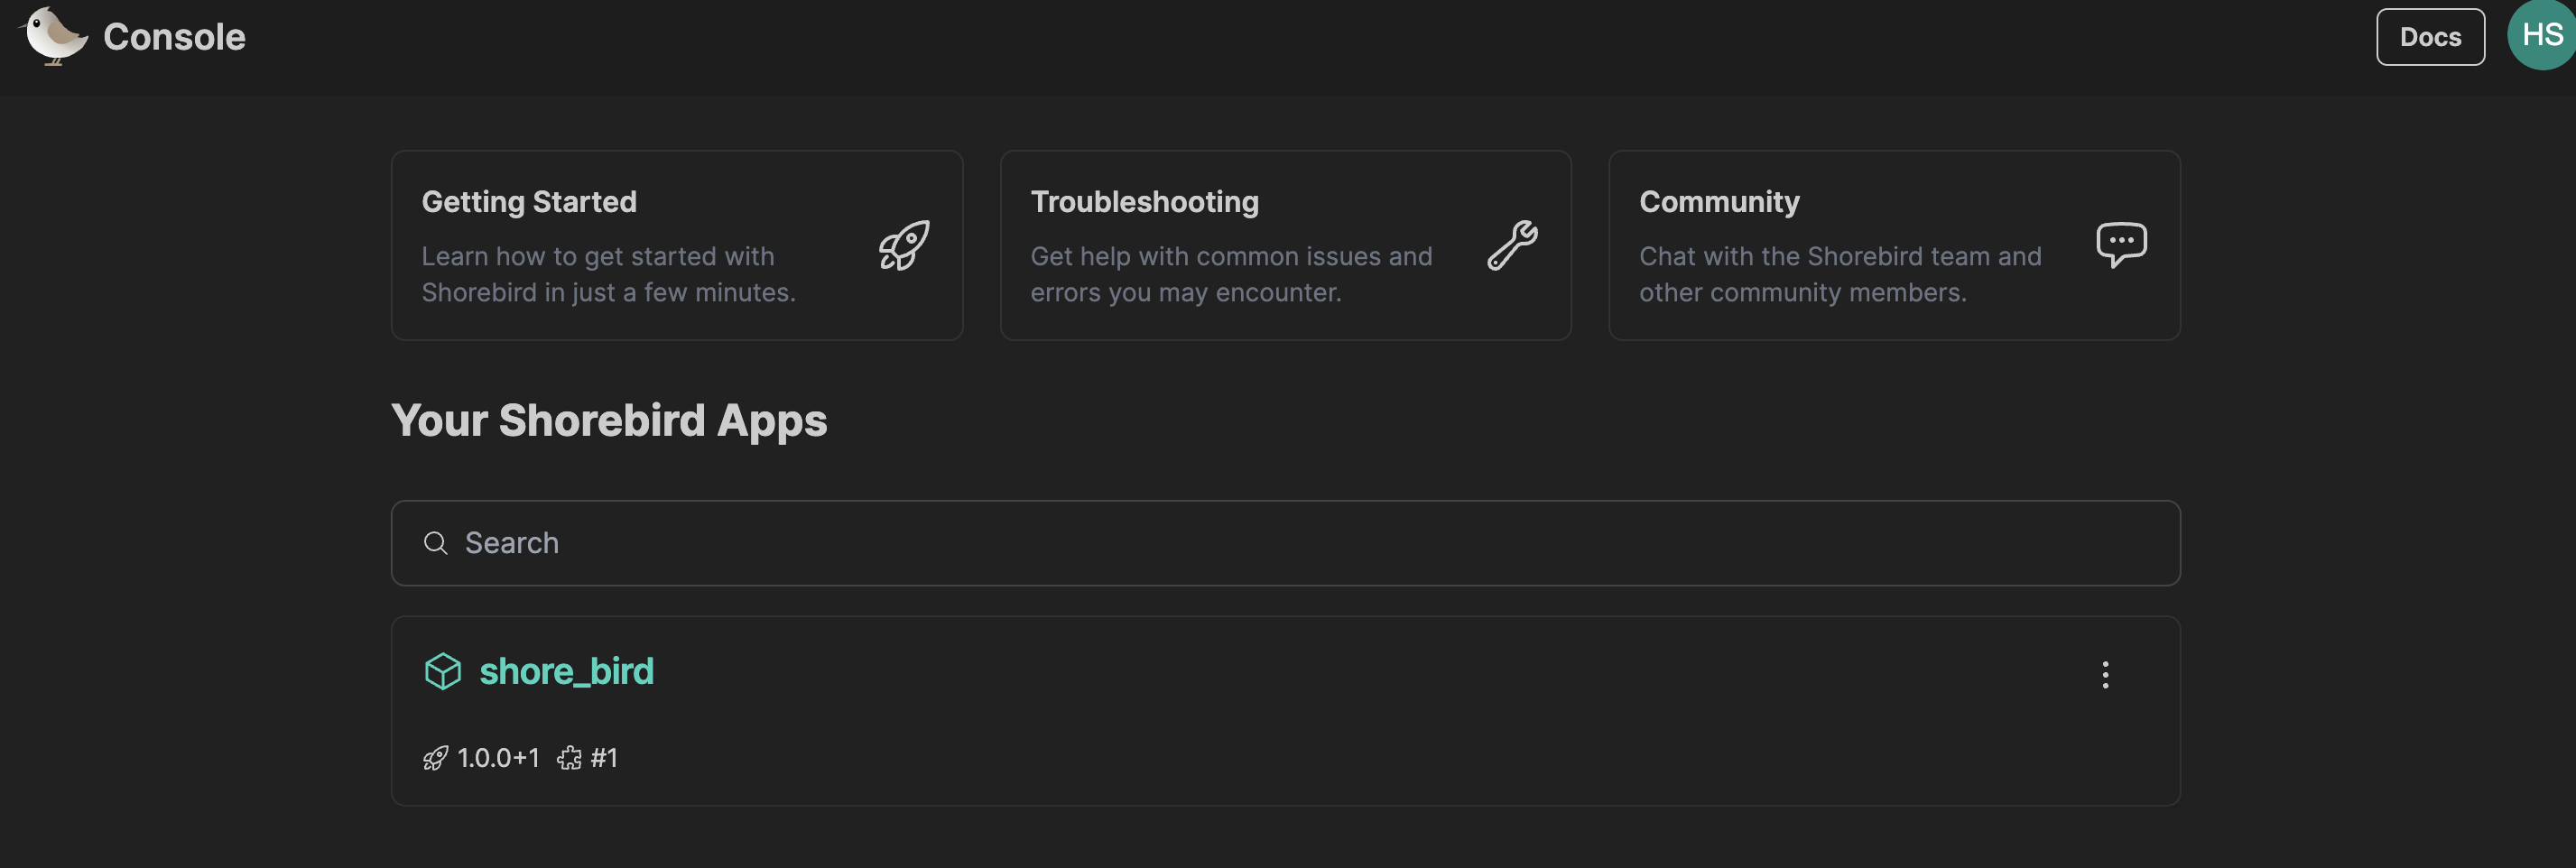 Console
Docs
HS
Getting Started
Learn how to get started with
Shorebird in just a few minutes.
Troubleshooting
Get help with common issues and
errors you may encounter.
Community
Chat with the Shorebird team and
other community members.
Your Shorebird Apps
Search
shore_bird
1.0.0+1 #1